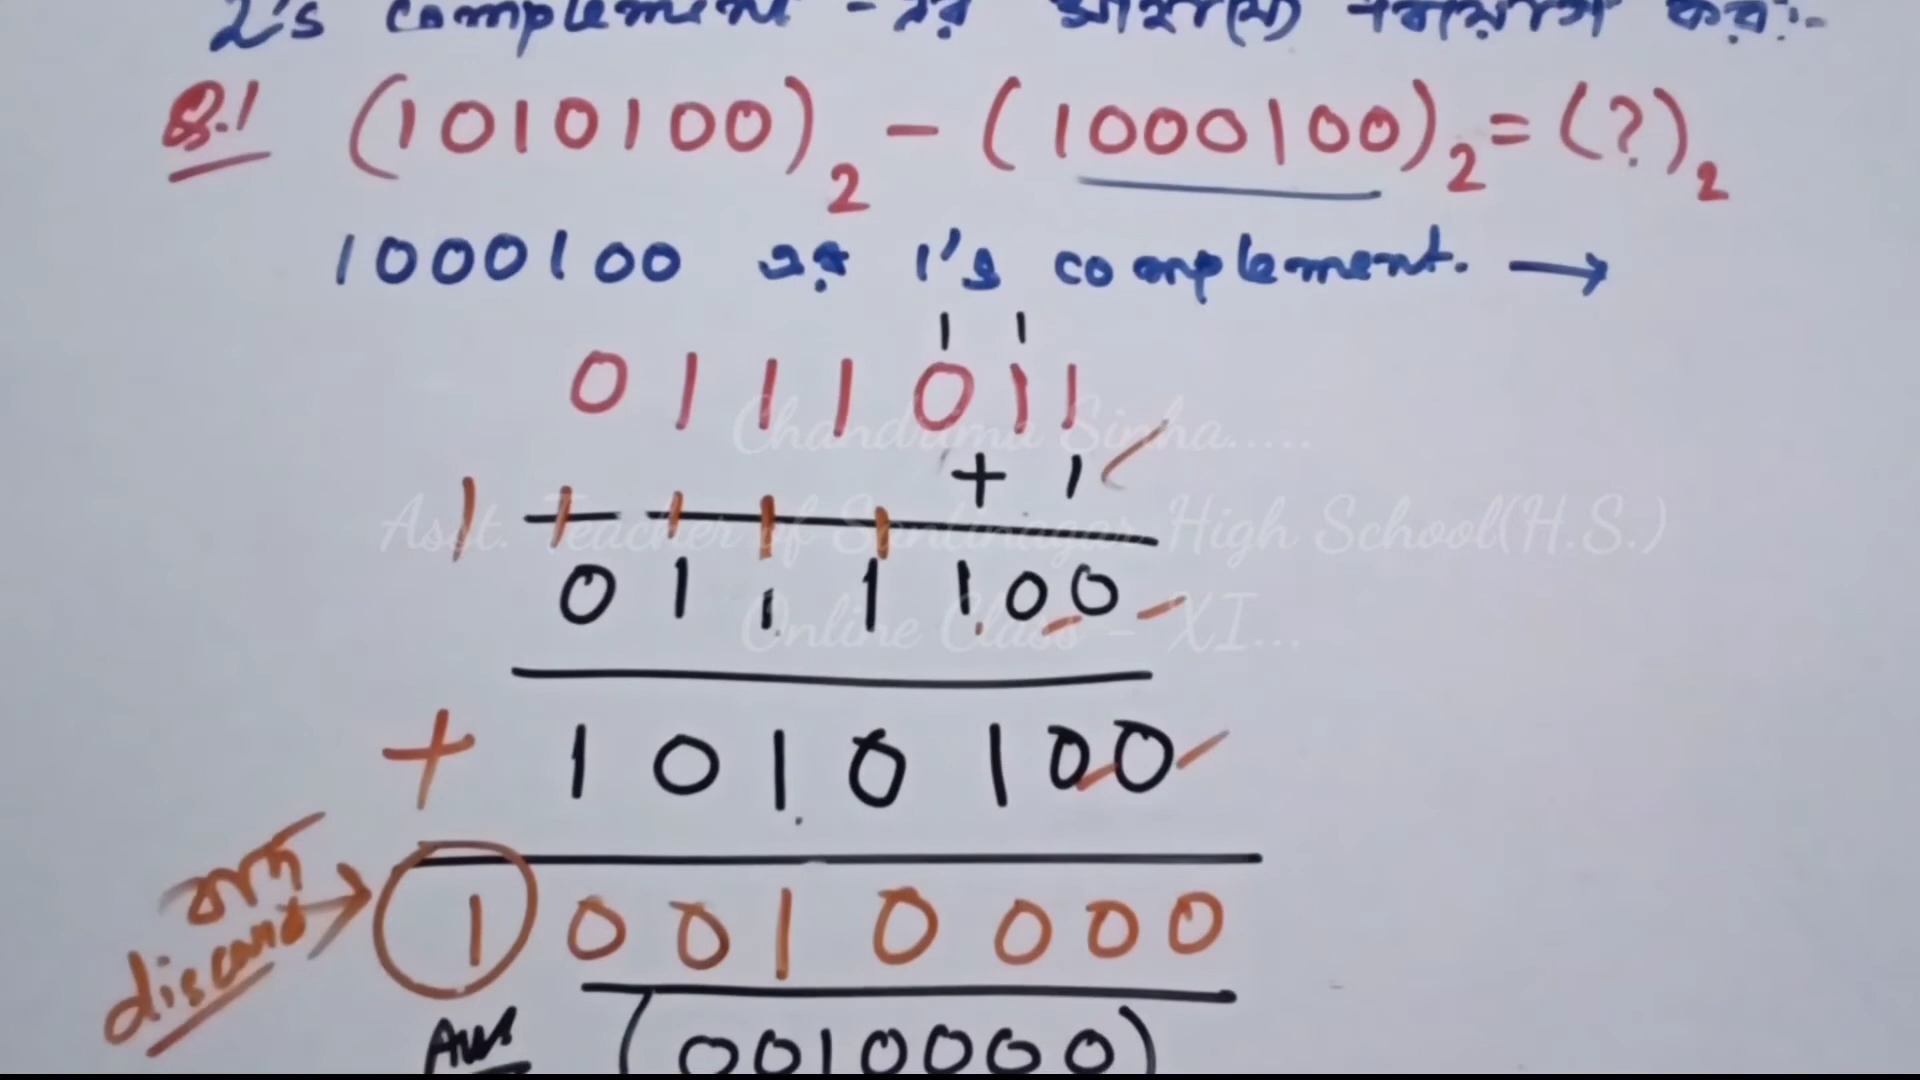 2's complement -এর সাহায্যে বিয়োগ কর:-
Q.1 (1010100)2 - (1000100)2 = (?)2
1000100 এর 1's complement. →
1 1
0 1 1 1 0 1 1
+ 1
1 1 1 1 1
0 1 1 1 1 0 0
+ 1 0 1 0 1 0 0
1 0 0 1 0 0 0 0
বাদ
discard
Ans (0010000)
Chandrima Sinha.....
Asst. Teacher of Santinagar High School(H.S.)
Online Class - XI...